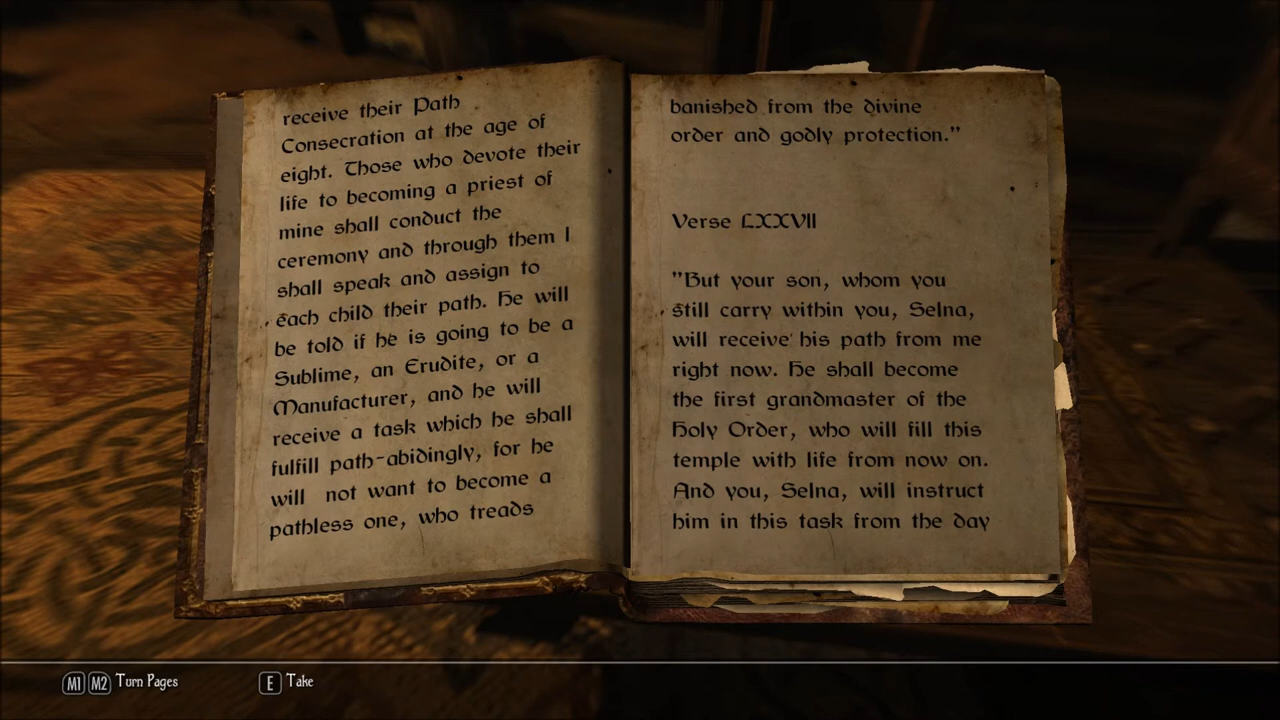 receive their Path
Consecration at the age of
eight. Those who devote their
life to becoming a priest of
mine shall conduct the
ceremony and through them I
shall speak and assign to
each child their path. He will
be told if he is going to be a
Sublime, an Erudite, or a
Manufacturer, and he will
receive a task which he shall
fulfill path-abidingly, for he
will not want to become a
pathless one, who treads
banished from the divine
order and godly protection."
Verse LXXVII
"But your son, whom you
still carry within you, Selna,
will receive his path from me
right now. He shall become
the first grandmaster of the
Holy Order, who will fill this
temple with life from now on.
And you, Selna, will instruct
him in this task from the day
M1 M2 Turn Pages
E Take